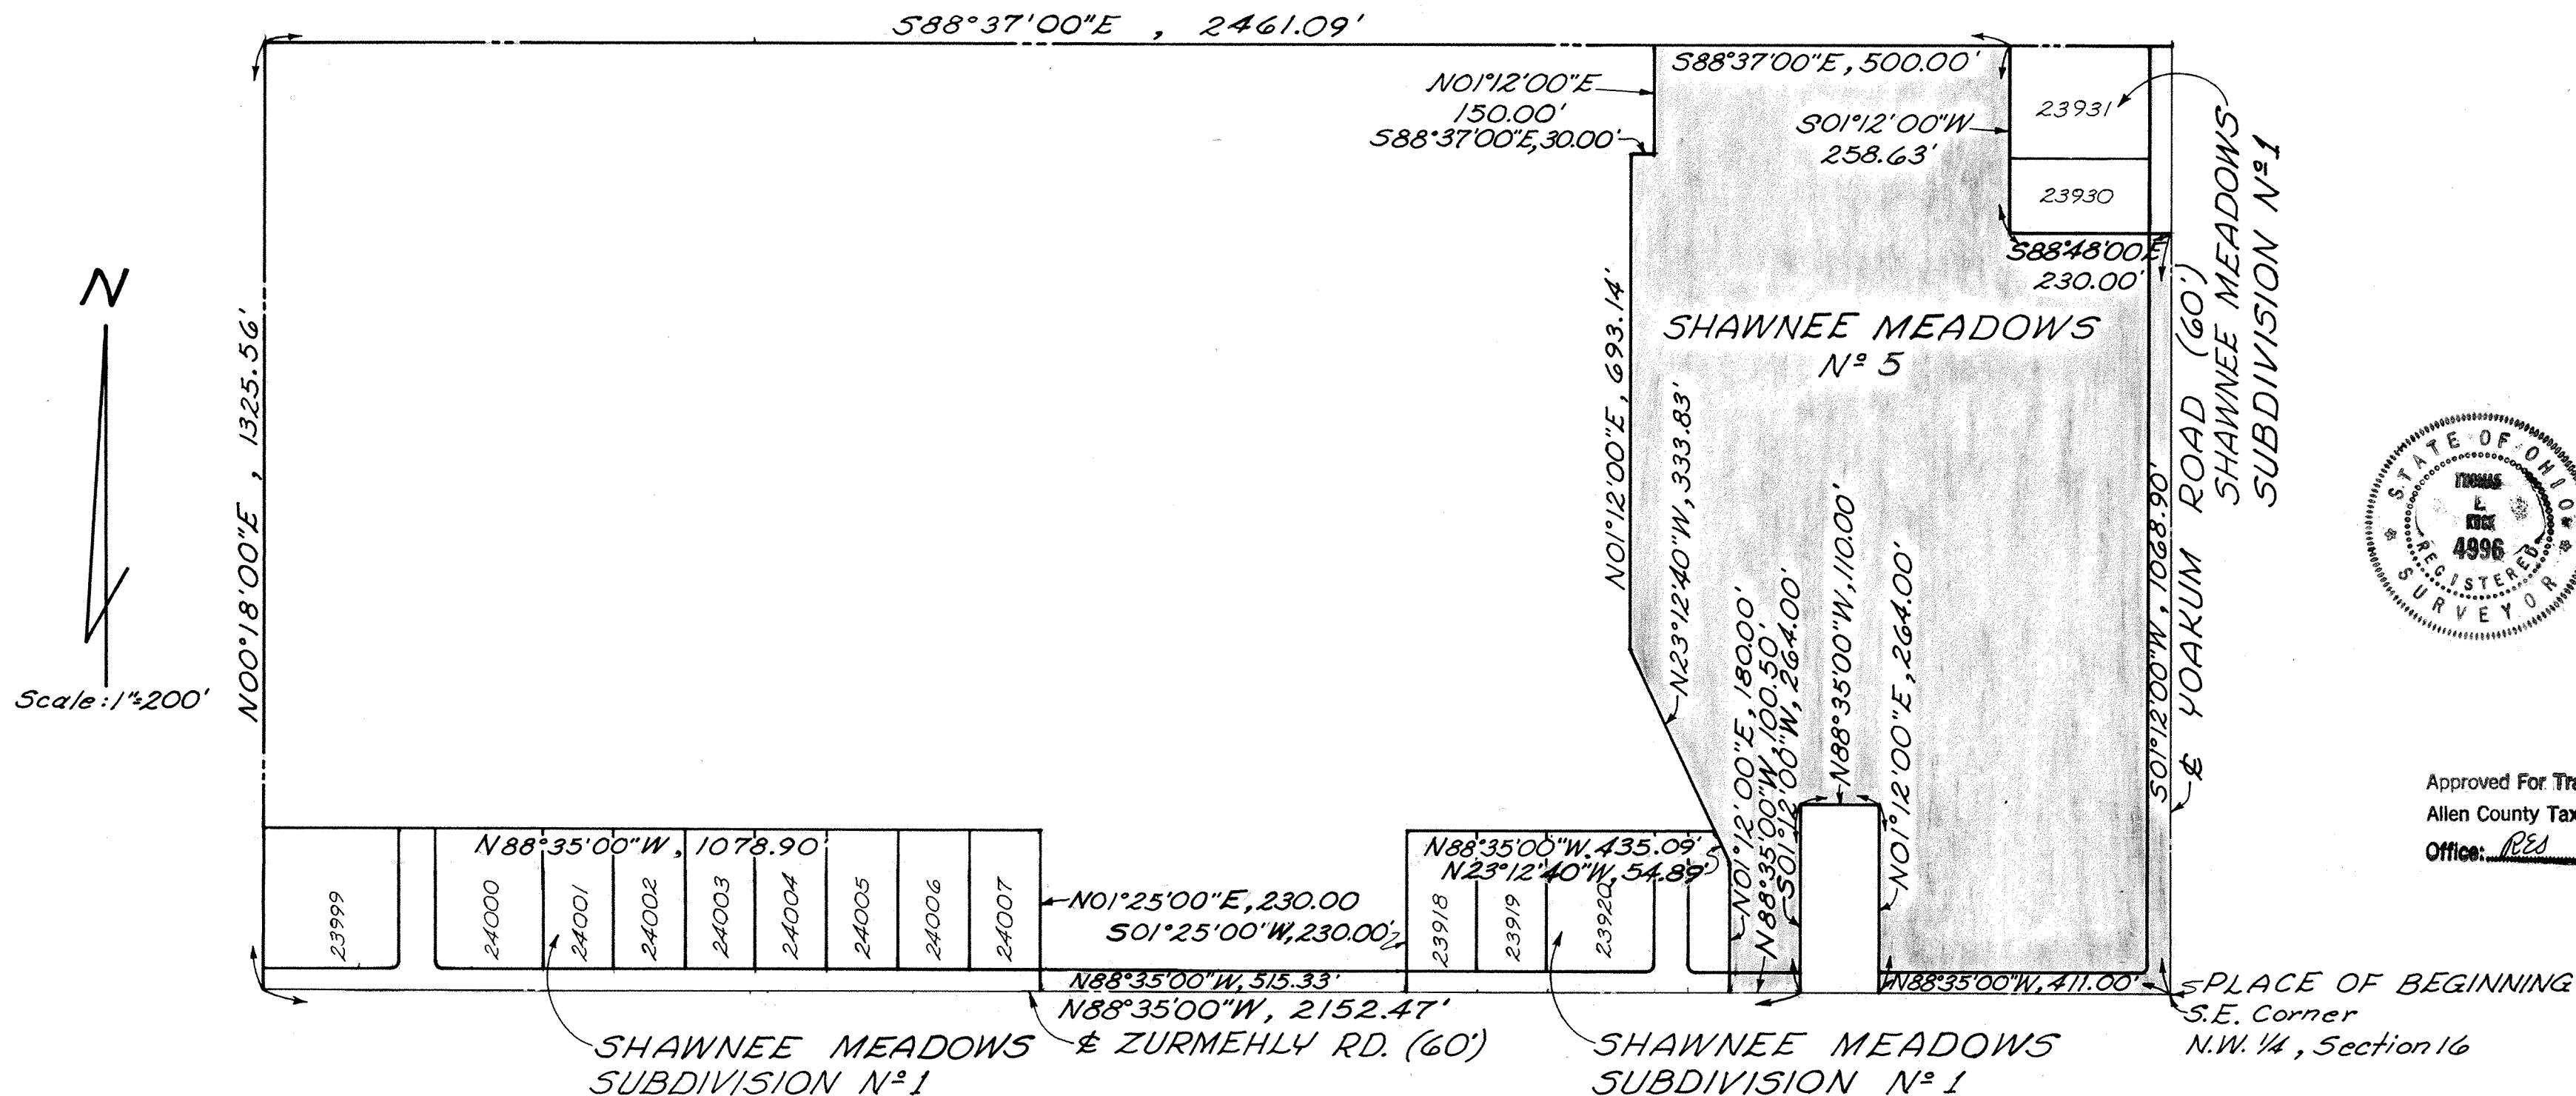 S88°37'00"E , 2461.09'
S88°37'00"E, 500.00'
N01°12'00"E
150.00'
S88°37'00"E, 30.00'
S01°12'00"W
258.63'
23931
23930
S88°48'00"E
230.00'
SHAWNEE MEADOWS
SUBDIVISION Nº 1
N
Scale: 1"=200'
N00°18'00"E , 1325.56'
N01°12'00"E, 693.14'
SHAWNEE MEADOWS
Nº 5
N23°12'40"W, 333.83'
N01°12'00"E, 180.00'
N88°35'00"W, 100.50'
S01°12'00"W, 264.00'
N88°35'00"W, 110.00'
N01°12'00"E, 264.00'
S01°12'00"W, 1068.90'
℄ YOAKUM ROAD (60')
STATE OF OHIO
THOMAS
E.
4996
REGISTERED
SURVEYOR
Approved For Tra
Allen County Tax
Office: RES
N88°35'00"W, 1078.90'
23999
24000
24001
24002
24003
24004
24005
24006
24007
N01°25'00"E, 230.00
S01°25'00"W, 230.00'
N88°35'00"W, 435.09'
N23°12'40"W, 54.89'
23918
23919
23920
N88°35'00"W, 515.33'
N88°35'00"W, 2152.47'
N88°35'00"W, 411.00'
PLACE OF BEGINNING
S.E. Corner
N.W. 1/4, Section 16
SHAWNEE MEADOWS
SUBDIVISION Nº 1
℄ ZURMEHLY RD. (60')
SHAWNEE MEADOWS
SUBDIVISION Nº 1